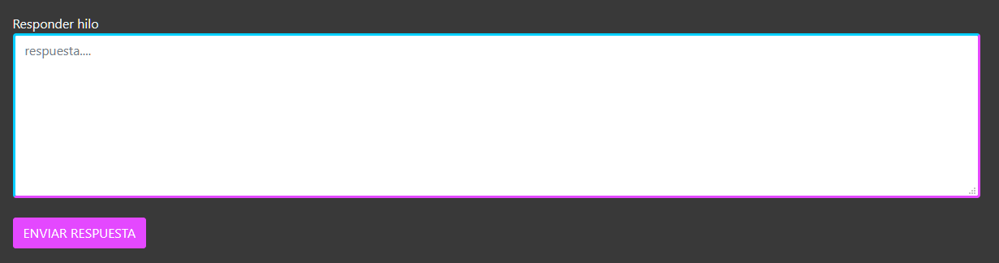 Responder hilo
respuesta....
ENVIAR RESPUESTA